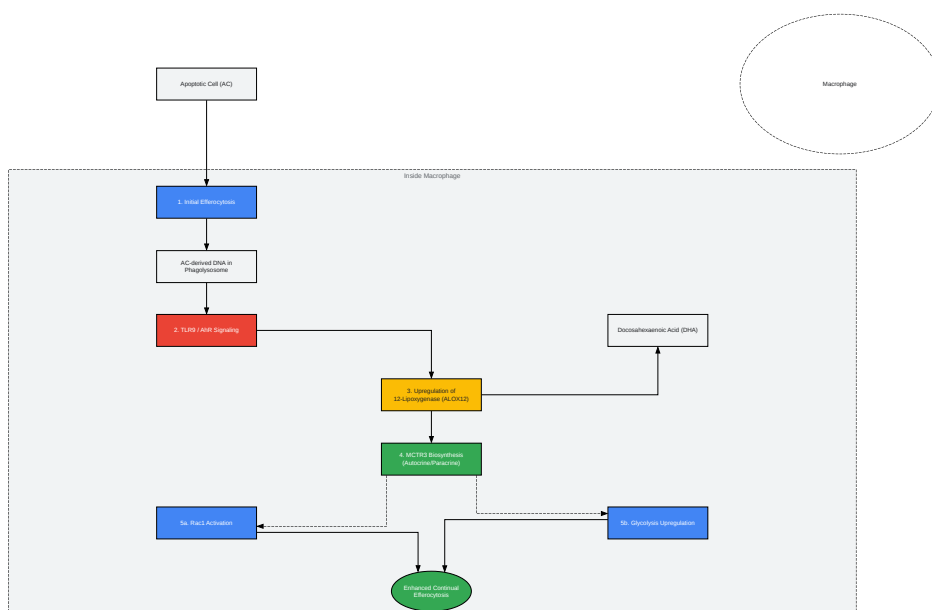 Apoptotic Cell (AC)
Macrophage
Inside Macrophage
1. Initial Efferocytosis
AC-derived DNA in
Phagolysosome
2. TLR9 / AhR Signaling
Docosahexaenoic Acid (DHA)
3. Upregulation of
12-Lipoxygenase (ALOX12)
4. MCTR3 Biosynthesis
(Autocrine/Paracrine)
5a. Rac1 Activation
5b. Glycolysis Upregulation
Enhanced Continual
Efferocytosis